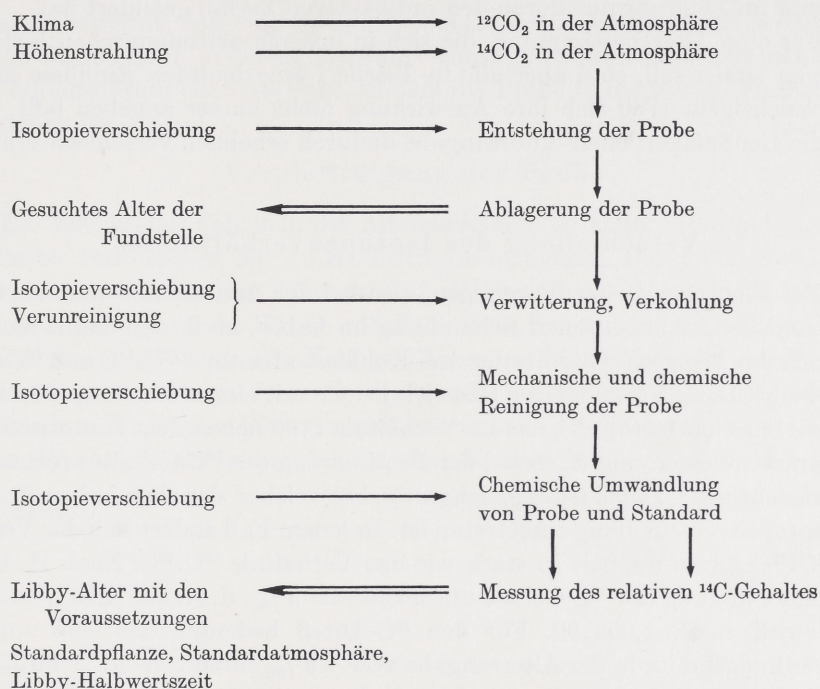 Klima ¹²CO₂ in der Atmosphäre
Höhenstrahlung ¹⁴CO₂ in der Atmosphäre
Isotopieverschiebung Entstehung der Probe
Gesuchtes Alter der Ablagerung der Probe
Fundstelle
Isotopieverschiebung
Verunreinigung
Verwitterung, Verkohlung
Isotopieverschiebung
Mechanische und chemische
Reinigung der Probe
Isotopieverschiebung
Chemische Umwandlung
von Probe und Standard
Libby-Alter mit den Messung des relativen ¹⁴C-Gehaltes
Voraussetzungen
Standardpflanze, Standardatmosphäre,
Libby-Halbwertszeit